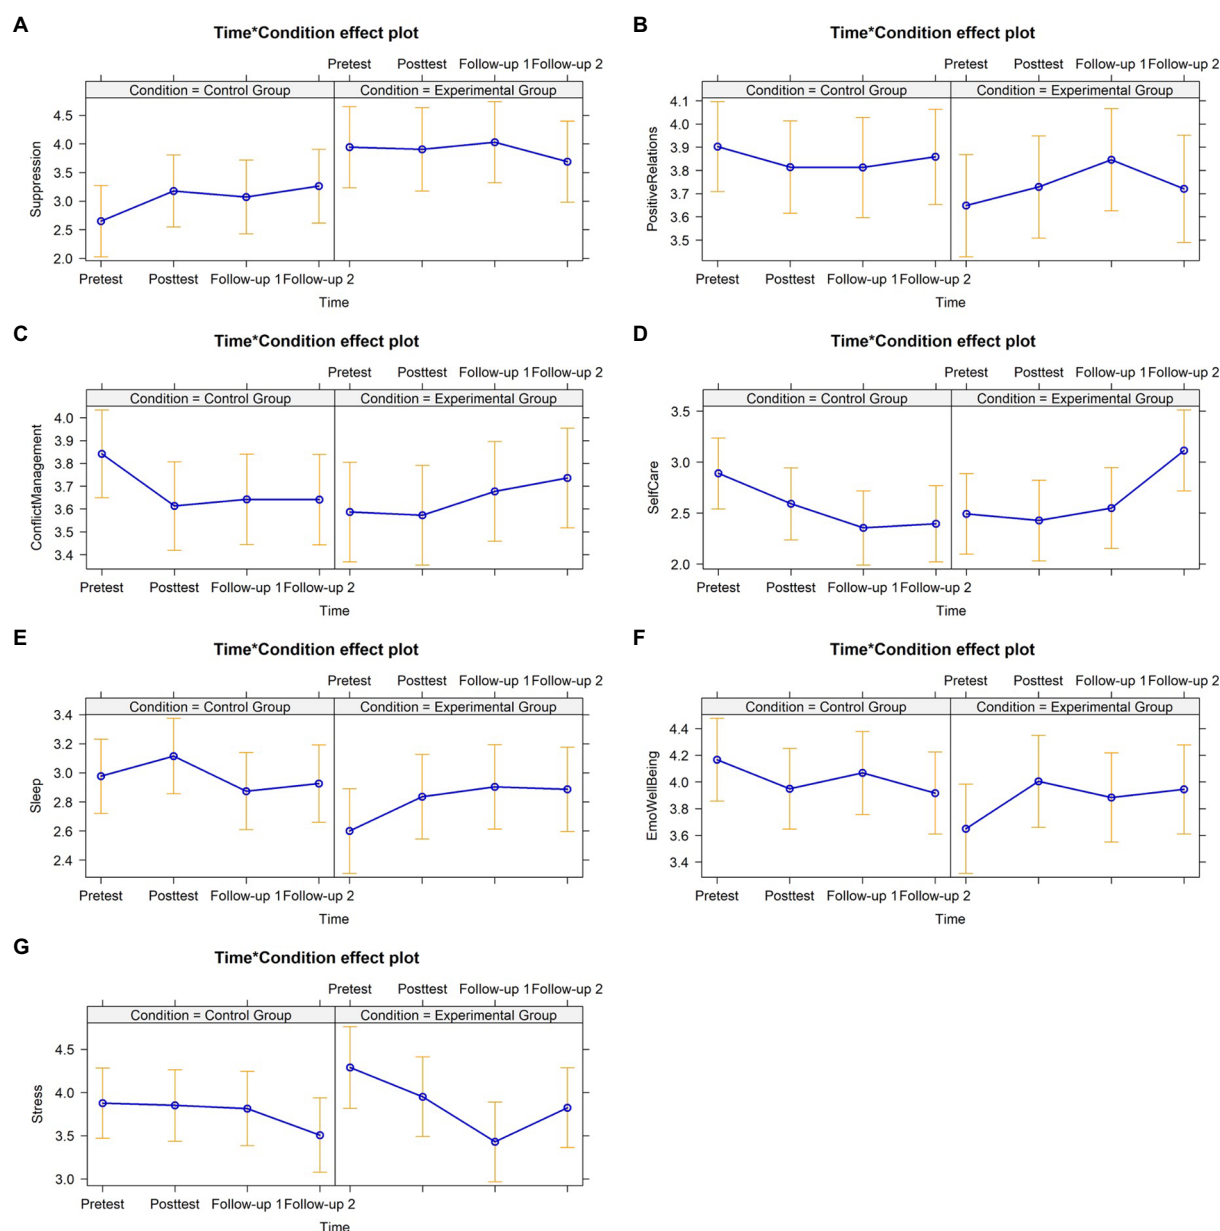 A
Time*Condition effect plot
Pretest Posttest Follow-up 1 Follow-up 2
Condition = Control Group Condition = Experimental Group
Suppression
4.5
4.0
3.5
3.0
2.5
2.0
Pretest Posttest Follow-up 1 Follow-up 2
Time
B
Time*Condition effect plot
Pretest Posttest Follow-up 1 Follow-up 2
Condition = Control Group Condition = Experimental Group
PositiveRelations
4.1
4.0
3.9
3.8
3.7
3.6
3.5
Pretest Posttest Follow-up 1 Follow-up 2
Time
C
Time*Condition effect plot
Pretest Posttest Follow-up 1 Follow-up 2
Condition = Control Group Condition = Experimental Group
ConflictManagement
4.0
3.9
3.8
3.7
3.6
3.5
3.4
Pretest Posttest Follow-up 1 Follow-up 2
Time
D
Time*Condition effect plot
Pretest Posttest Follow-up 1 Follow-up 2
Condition = Control Group Condition = Experimental Group
SelfCare
3.5
3.0
2.5
2.0
Pretest Posttest Follow-up 1 Follow-up 2
Time
E
Time*Condition effect plot
Pretest Posttest Follow-up 1 Follow-up 2
Condition = Control Group Condition = Experimental Group
Sleep
3.4
3.2
3.0
2.8
2.6
2.4
Pretest Posttest Follow-up 1 Follow-up 2
Time
F
Time*Condition effect plot
Pretest Posttest Follow-up 1 Follow-up 2
Condition = Control Group Condition = Experimental Group
EmoWellBeing
4.4
4.2
4.0
3.8
3.6
3.4
Pretest Posttest Follow-up 1 Follow-up 2
Time
G
Time*Condition effect plot
Pretest Posttest Follow-up 1 Follow-up 2
Condition = Control Group Condition = Experimental Group
Stress
4.5
4.0
3.5
3.0
Pretest Posttest Follow-up 1 Follow-up 2
Time